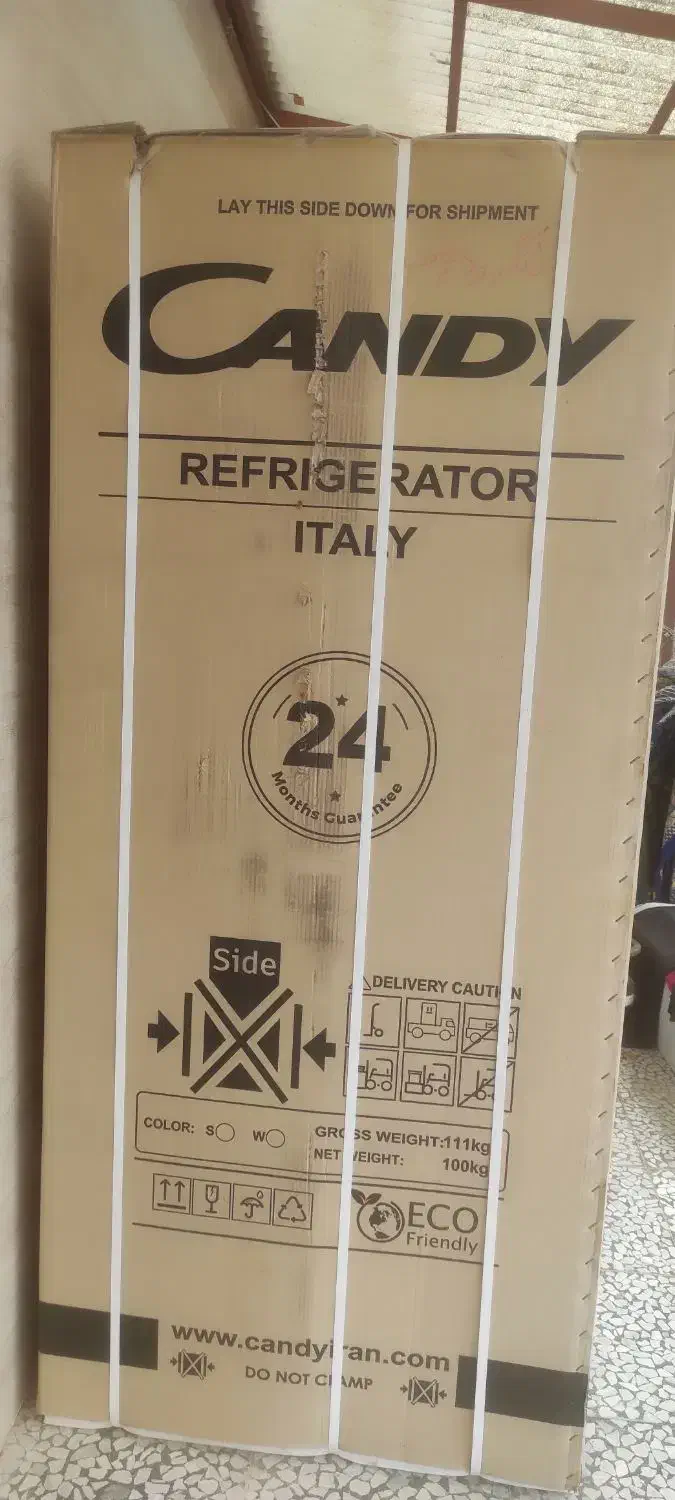 LAY THIS SIDE DOWN FOR SHIPMENT
CANDY
REFRIGERATOR
ITALY
24
Months Guarantee
Side
DELIVERY CAUTION
COLOR: S W
GROSS WEIGHT:111kg
NET WEIGHT: 100kg
ECO
Friendly
www.candyiran.com
DO NOT CLAMP